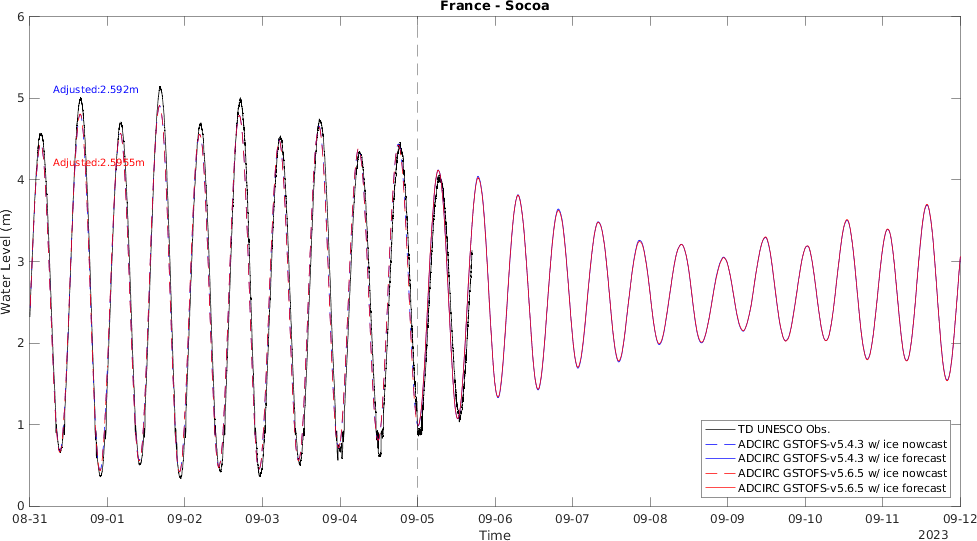 France - Socoa
6
5
4
3
2
1
0
Water Level (m)
Adjusted:2.592m
Adjusted:2.5955m
TD UNESCO Obs.
ADCIRC GSTOFS-v5.4.3 w/ ice nowcast
ADCIRC GSTOFS-v5.4.3 w/ ice forecast
ADCIRC GSTOFS-v5.6.5 w/ ice nowcast
ADCIRC GSTOFS-v5.6.5 w/ ice forecast
08-31 09-01 09-02 09-03 09-04 09-05 09-06 09-07 09-08 09-09 09-10 09-11 09-12
Time
2023